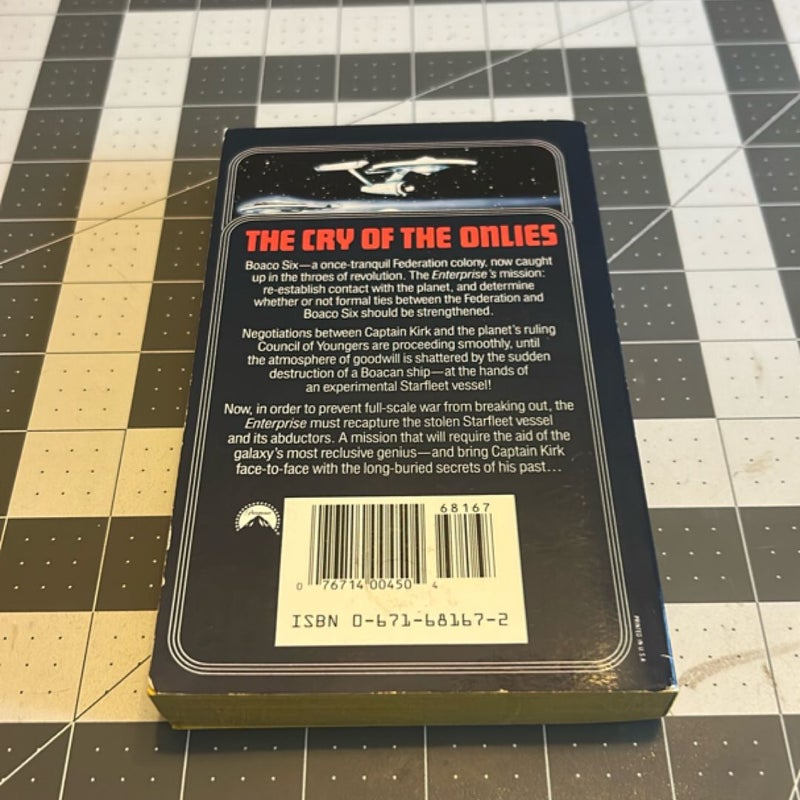 THE CRY OF THE ONLIES
Boaco Six—a once-tranquil Federation colony, now caught
up in the throes of revolution. The Enterprise's mission:
re-establish contact with the planet, and determine
whether or not formal ties between the Federation and
Boaco Six should be strengthened.
Negotiations between Captain Kirk and the planet's ruling
Council of Youngers are proceeding smoothly, until
the atmosphere of goodwill is shattered by the sudden
destruction of a Boacan ship—at the hands of
an experimental Starfleet vessel!
Now, in order to prevent full-scale war from breaking out, the
Enterprise must recapture the stolen Starfleet vessel
and its abductors. A mission that will require the aid of the
galaxy's most reclusive genius—and bring Captain Kirk
face-to-face with the long-buried secrets of his past...
68167
0 76714 00450 4
ISBN 0-671-68167-2
PRINTED IN U.S.A.